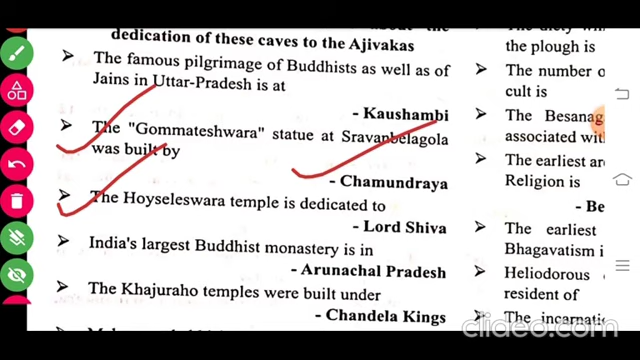 dedication of these caves to the Ajivakas
➤ The famous pilgrimage of Buddhists as well as of
Jains in Uttar-Pradesh is at
- Kaushambi
➤ The "Gommateshwara" statue at Sravanbelagola
was built by
- Chamundraya
➤ The Hoyseleswara temple is dedicated to
- Lord Shiva
➤ India's largest Buddhist monastery is in
- Arunachal Pradesh
➤ The Khajuraho temples were built under
- Chandela Kings
the plough is
➤ The number o
cult is
➤ The Besanag
associated wit
➤ The earliest ar
Religion is
- Be
➤ The earliest
Bhagavatism i
➤ Heliodorous
resident of
➤ The incarnati
clideo.com